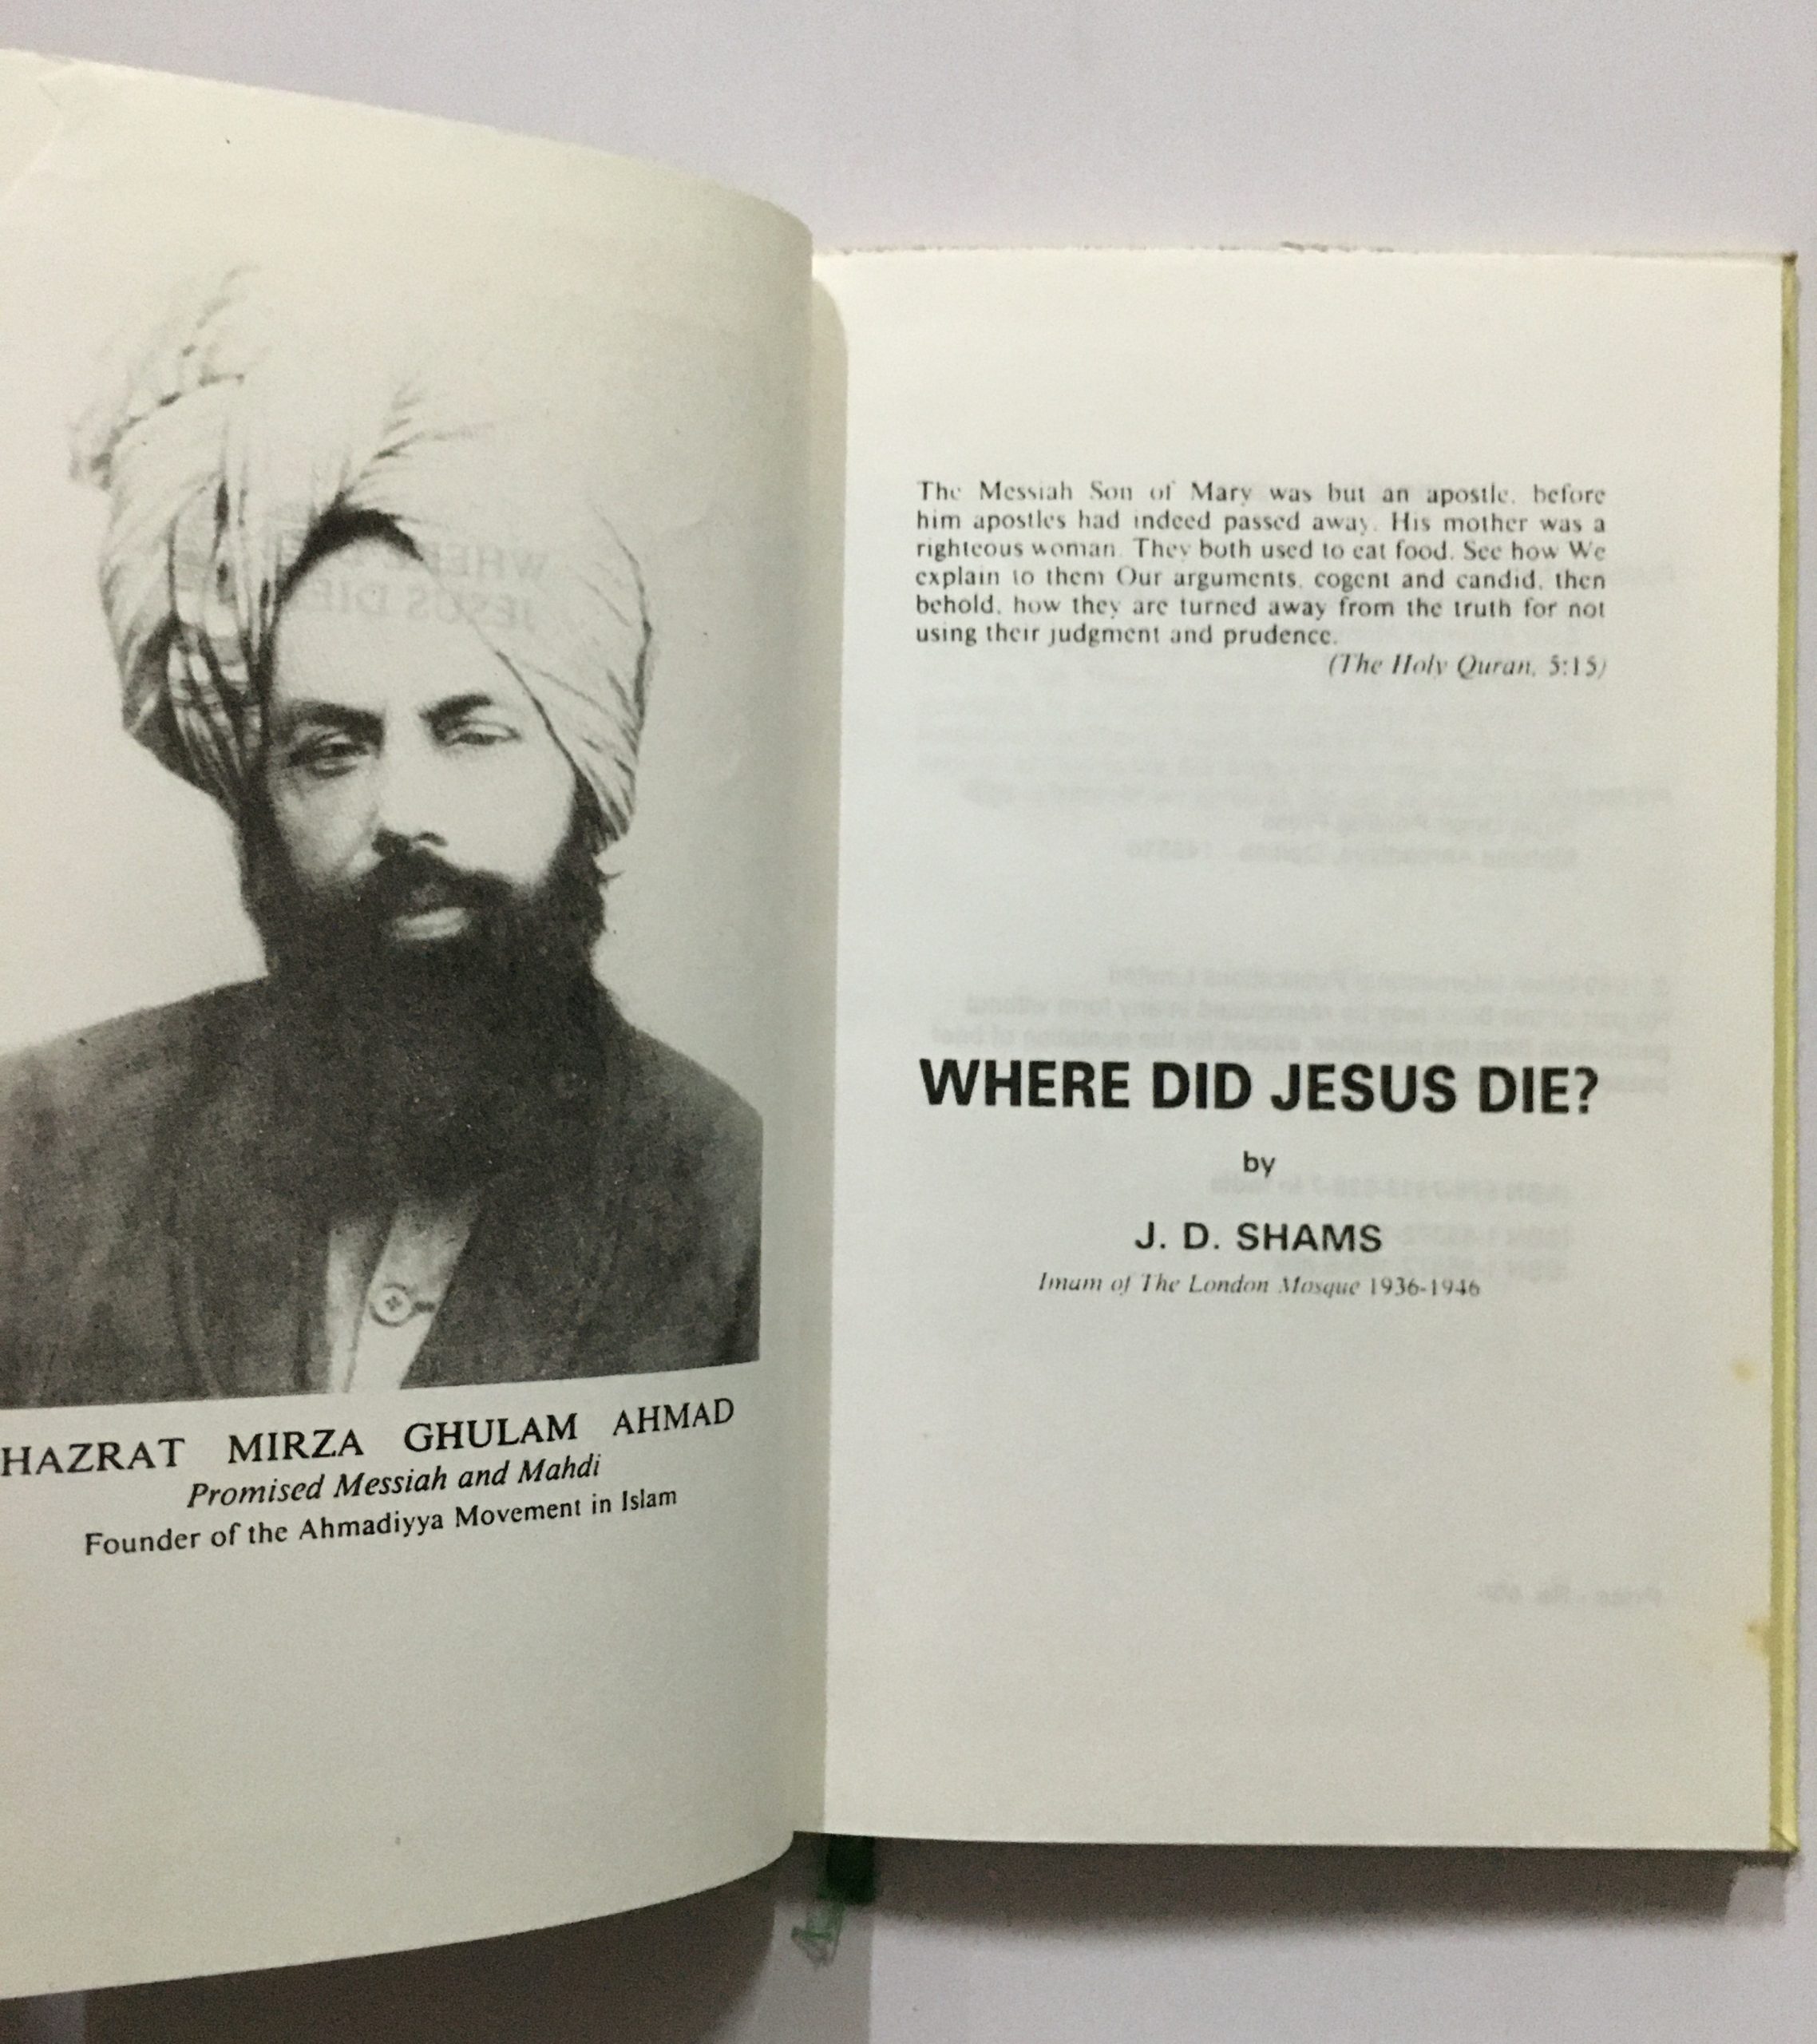 HAZRAT MIRZA GHULAM AHMAD
Promised Messiah and Mahdi
Founder of the Ahmadiyya Movement in Islam
The Messiah Son of Mary was but an apostle, before
him apostles had indeed passed away. His mother was a
righteous woman. They both used to eat food. See how We
explain to them Our arguments, cogent and candid, then
behold, how they are turned away from the truth for not
using their judgment and prudence.
(The Holy Quran, 5:15)
WHERE DID JESUS DIE?
by
J. D. SHAMS
Imam of The London Mosque 1936-1946